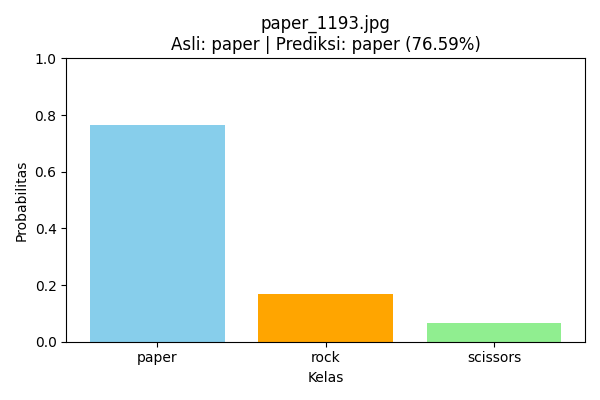 paper_1193.jpg
Asli: paper | Prediksi: paper (76.59%)
1.0
0.8
0.6
0.4
0.2
0.0
Probabilitas
paper rock scissors
Kelas